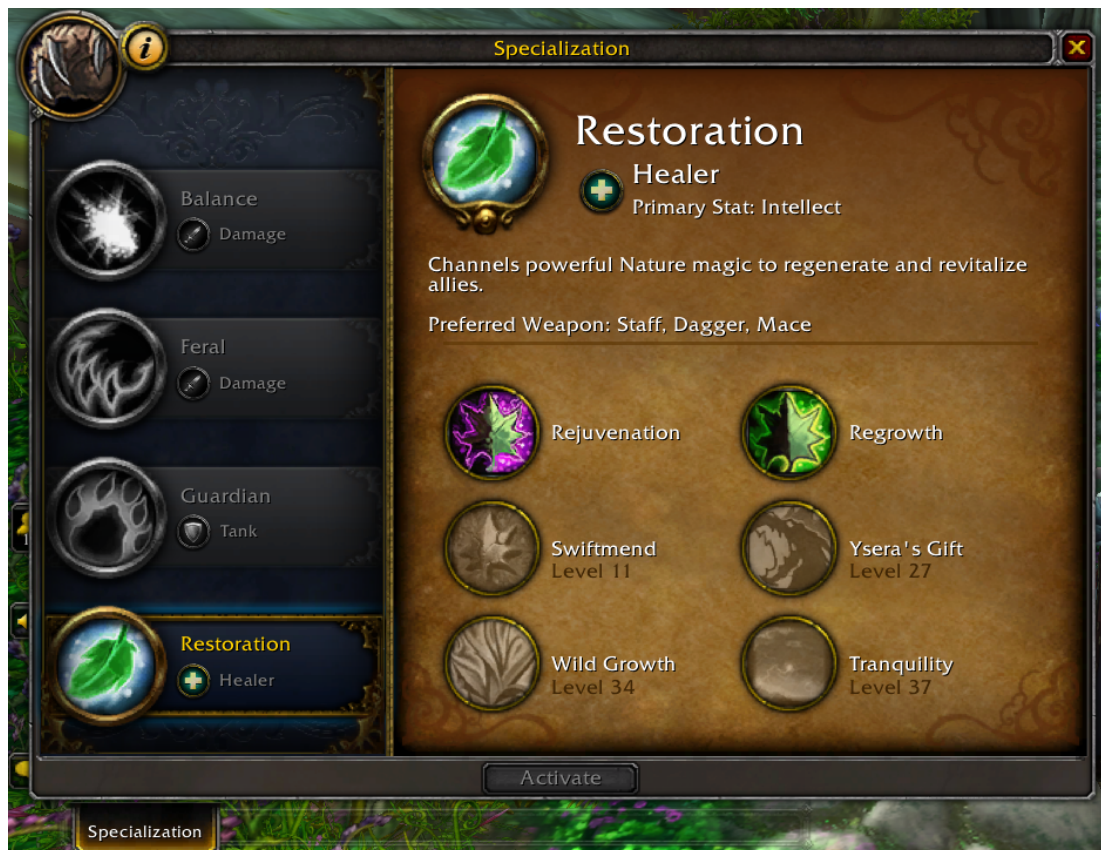 Specialization
Balance
Damage
Feral
Damage
Guardian
Tank
Restoration
Healer
Restoration
Healer
Primary Stat: Intellect
Channels powerful Nature magic to regenerate and revitalize
allies.
Preferred Weapon: Staff, Dagger, Mace
Rejuvenation
Regrowth
Swiftmend
Level 11
Ysera's Gift
Level 27
Wild Growth
Level 34
Tranquility
Level 37
Activate
Specialization